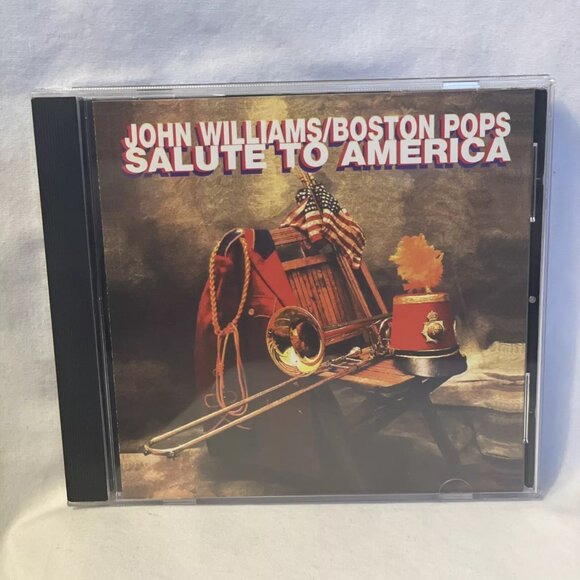 JOHN WILLIAMS/BOSTON POPS
SALUTE TO AMERICA